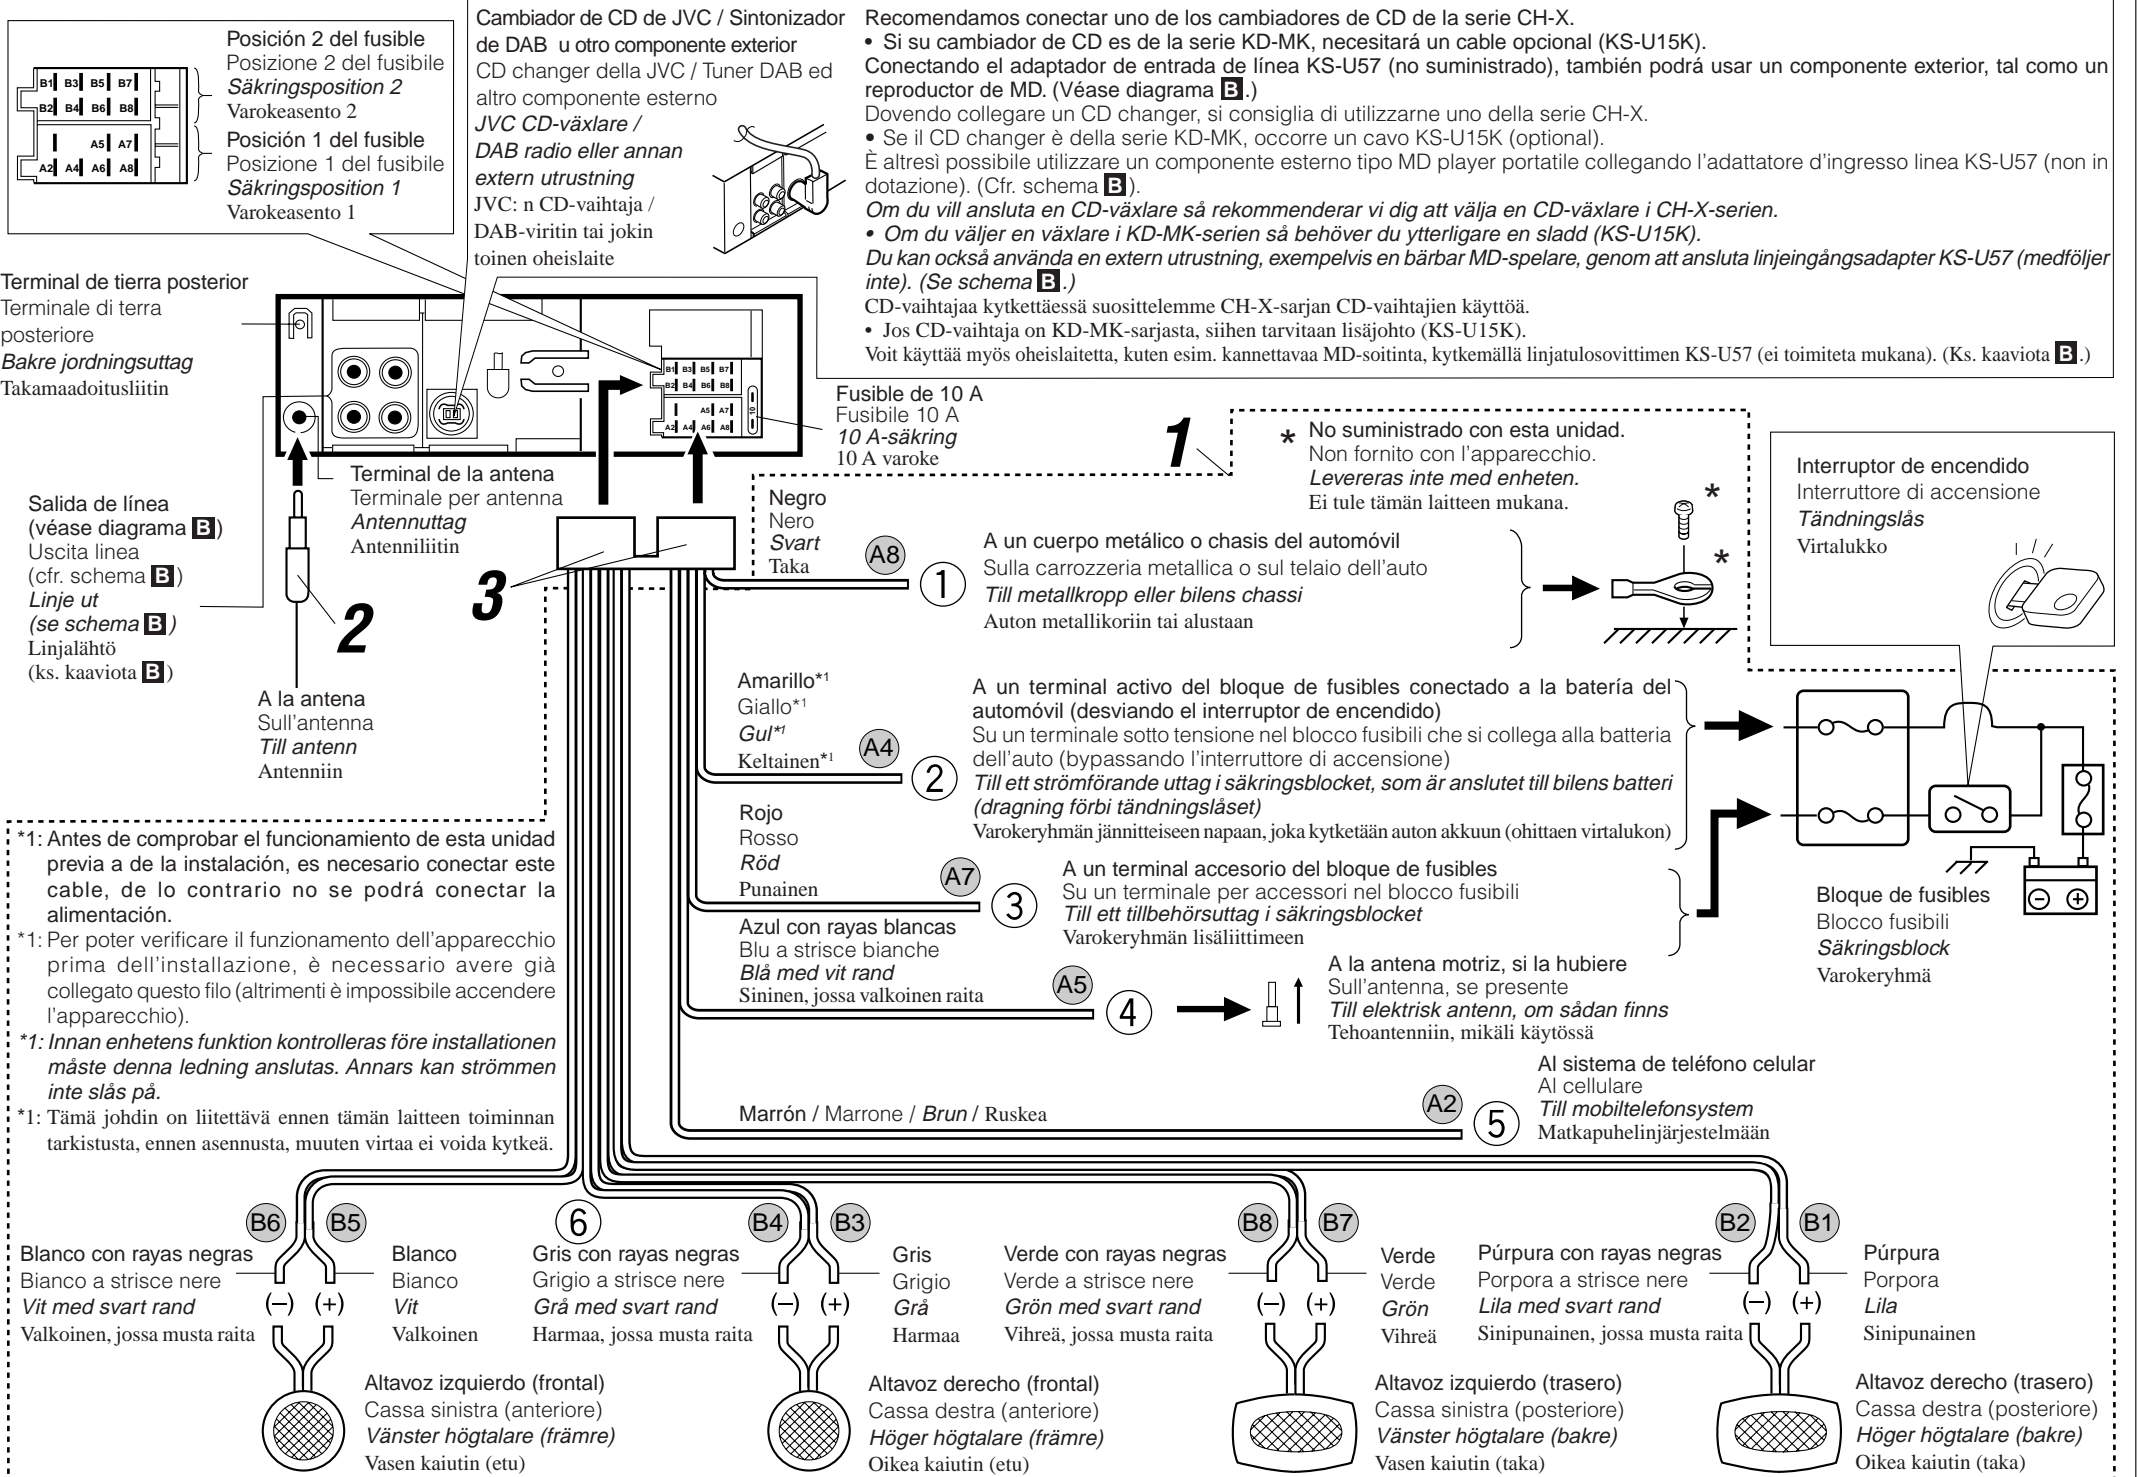 B1 B3 B5 B7
B2 B4 B6 B8
A5 A7
A2 A4 A6 A8
Posición 2 del fusible
Posizione 2 del fusibile
Säkringsposition 2
Varokeasento 2
Posición 1 del fusible
Posizione 1 del fusibile
Säkringsposition 1
Varokeasento 1
Cambiador de CD de JVC / Sintonizador
de DAB u otro componente exterior
CD changer della JVC / Tuner DAB ed
altro componente esterno
JVC CD-växlare /
DAB radio eller annan
extern utrustning
JVC: n CD-vaihtaja /
DAB-viritin tai jokin
toinen oheislaite
Recomendamos conectar uno de los cambiadores de CD de la serie CH-X.
• Si su cambiador de CD es de la serie KD-MK, necesitará un cable opcional (KS-U15K).
Conectando el adaptador de entrada de línea KS-U57 (no suministrado), también podrá usar un componente exterior, tal como un
reproductor de MD. (Véase diagrama B.)
Dovendo collegare un CD changer, si consiglia di utilizzarne uno della serie CH-X.
• Se il CD changer è della serie KD-MK, occorre un cavo KS-U15K (optional).
È altresì possibile utilizzare un componente esterno tipo MD player portatile collegando l'adattatore d'ingresso linea KS-U57 (non in
dotazione). (Cfr. schema B).
Om du vill ansluta en CD-växlare så rekommenderar vi dig att välja en CD-växlare i CH-X-serien.
• Om du väljer en växlare i KD-MK-serien så behöver du ytterligare en sladd (KS-U15K).
Du kan också använda en extern utrustning, exempelvis en bärbar MD-spelare, genom att ansluta linjeingångsadapter KS-U57 (medföljer
inte). (Se schema B.)
CD-vaihtajaa kytkettäessä suosittelemme CH-X-sarjan CD-vaihtajien käyttöä.
• Jos CD-vaihtaja on KD-MK-sarjasta, siihen tarvitaan lisäjohto (KS-U15K).
Voit käyttää myös oheislaitetta, kuten esim. kannettavaa MD-soitinta, kytkemällä linjatulosovittimen KS-U57 (ei toimiteta mukana). (Ks. kaaviota B.)
Terminal de tierra posterior
Terminale di terra
posteriore
Bakre jordningsuttag
Takamaadoitusliitin
B1 B3 B5 B7
B2 B4 B6 B8
A5 A7
A2 A4 A6 A8
10
Fusible de 10 A
Fusibile 10 A
10 A-säkring
10 A varoke
1
* No suministrado con esta unidad.
Non fornito con l'apparecchio.
Levereras inte med enheten.
Ei tule tämän laitteen mukana.
*
*
Interruptor de encendido
Interruttore di accensione
Tändningslås
Virtalukko
Terminal de la antena
Terminale per antenna
Antennuttag
Antenniliitin
Salida de línea
(véase diagrama B)
Uscita linea
(cfr. schema B)
Linje ut
(se schema B)
Linjalähtö
(ks. kaaviota B)
2
3
A la antena
Sull'antenna
Till antenn
Antenniin
Negro
Nero
Svart
Taka
A8
1
A un cuerpo metálico o chasis del automóvil
Sulla carrozzeria metallica o sul telaio dell'auto
Till metallkropp eller bilens chassi
Auton metallikoriin tai alustaan
Amarillo*1
Giallo*1
Gul*1
Keltainen*1
A4
2
A un terminal activo del bloque de fusibles conectado a la batería del
automóvil (desviando el interruptor de encendido)
Su un terminale sotto tensione nel blocco fusibili che si collega alla batteria
dell'auto (bypassando l'interruttore di accensione)
Till ett strömförande uttag i säkringsblocket, som är anslutet till bilens batteri
(dragning förbi tändningslåset)
Varokeryhmän jännitteiseen napaan, joka kytketään auton akkuun (ohittaen virtalukon)
Rojo
Rosso
Röd
Punainen
A7
3
A un terminal accesorio del bloque de fusibles
Su un terminale per accessori nel blocco fusibili
Till ett tillbehörsuttag i säkringsblocket
Varokeryhmän lisäliittimeen
Bloque de fusibles
Blocco fusibili
Säkringsblock
Varokeryhmä
Azul con rayas blancas
Blu a strisce bianche
Blå med vit rand
Sininen, jossa valkoinen raita
A5
4
A la antena motriz, si la hubiere
Sull'antenna, se presente
Till elektrisk antenn, om sådan finns
Tehoantenniin, mikäli käytössä
Marrón / Marrone / Brun / Ruskea
A2
5
Al sistema de teléfono celular
Al cellulare
Till mobiltelefonsystem
Matkapuhelinjärjestelmään
*1: Antes de comprobar el funcionamiento de esta unidad
previa a de la instalación, es necesario conectar este
cable, de lo contrario no se podrá conectar la
alimentación.
*1: Per poter verificare il funzionamento dell'apparecchio
prima dell'installazione, è necessario avere già
collegato questo filo (altrimenti è impossibile accendere
l'apparecchio).
*1: Innan enhetens funktion kontrolleras före installationen
måste denna ledning anslutas. Annars kan strömmen
inte slås på.
*1: Tämä johdin on liitettävä ennen tämän laitteen toiminnan
tarkistusta, ennen asennusta, muuten virtaa ei voida kytkeä.
B6 B5 6 B4 B3 B8 B7 B2 B1
Blanco con rayas negras
Bianco a strisce nere
Vit med svart rand
Valkoinen, jossa musta raita
(−) (+)
Blanco
Bianco
Vit
Valkoinen
Gris con rayas negras
Grigio a strisce nere
Grå med svart rand
Harmaa, jossa musta raita
(−) (+)
Gris
Grigio
Grå
Harmaa
Verde con rayas negras
Verde a strisce nere
Grön med svart rand
Vihreä, jossa musta raita
(−) (+)
Verde
Verde
Grön
Vihreä
Púrpura con rayas negras
Porpora a strisce nere
Lila med svart rand
Sinipunainen, jossa musta raita
(−) (+)
Púrpura
Porpora
Lila
Sinipunainen
Altavoz izquierdo (frontal)
Cassa sinistra (anteriore)
Vänster högtalare (främre)
Vasen kaiutin (etu)
Altavoz derecho (frontal)
Cassa destra (anteriore)
Höger högtalare (främre)
Oikea kaiutin (etu)
Altavoz izquierdo (trasero)
Cassa sinistra (posteriore)
Vänster högtalare (bakre)
Vasen kaiutin (taka)
Altavoz derecho (trasero)
Cassa destra (posteriore)
Höger högtalare (bakre)
Oikea kaiutin (taka)